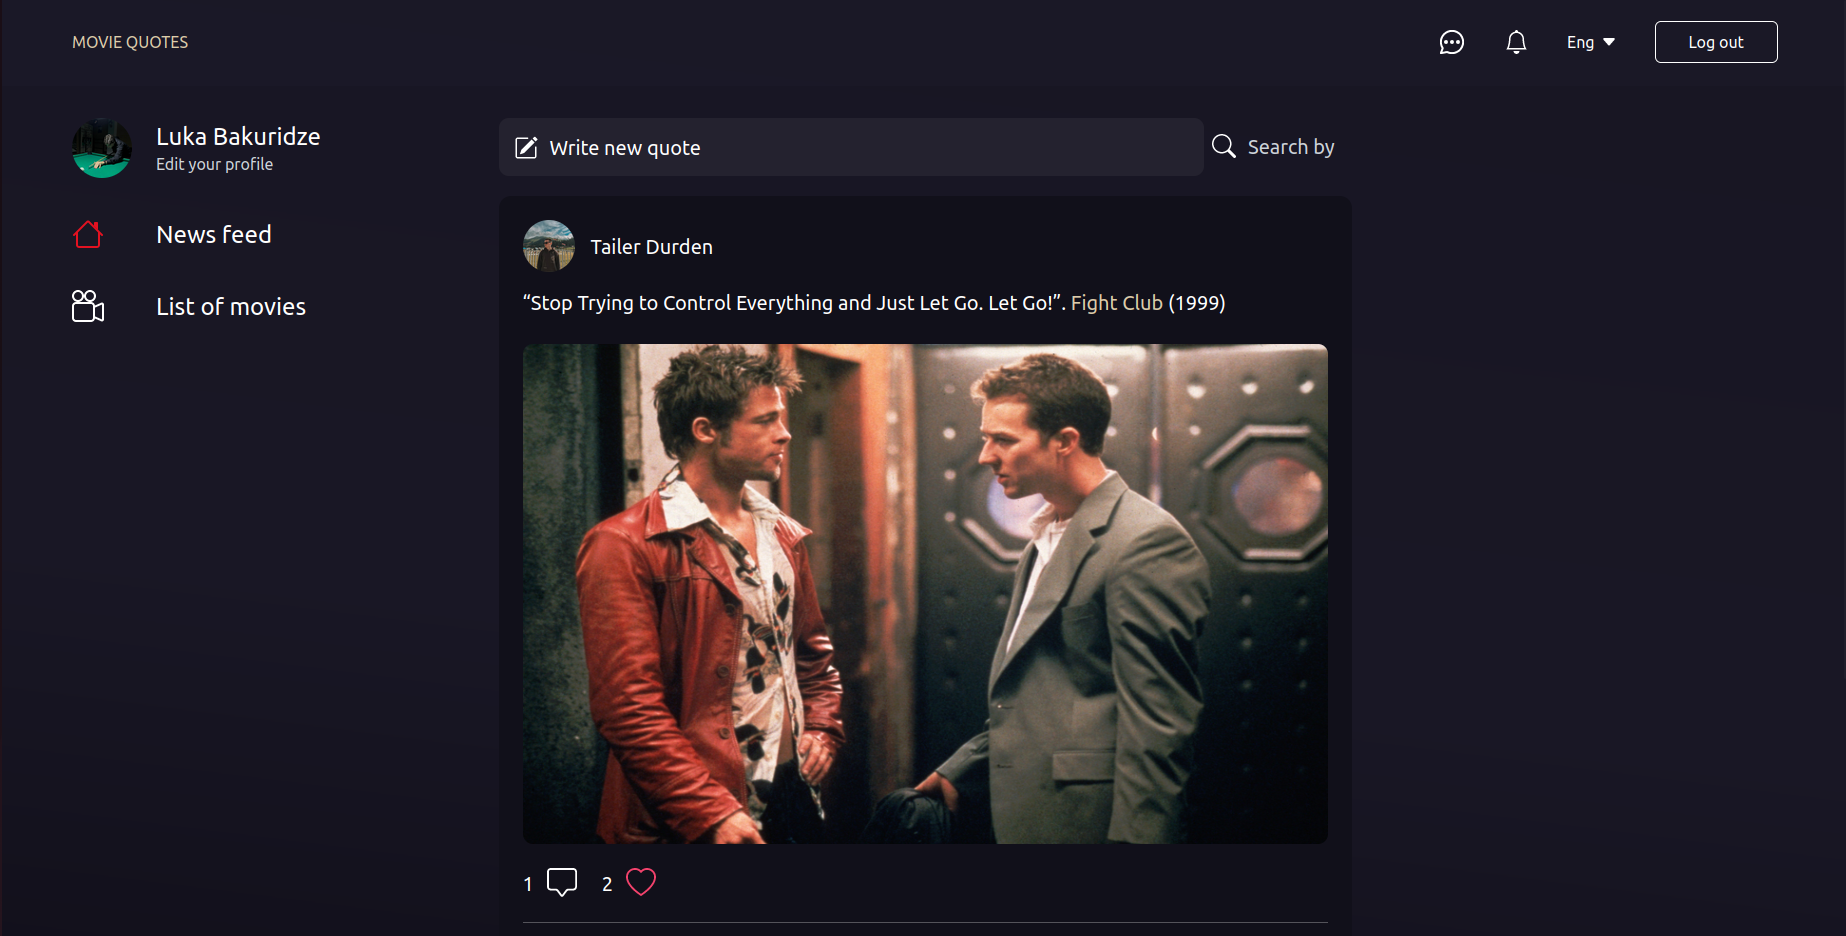 MOVIE QUOTES
Eng
Log out
Luka Bakuridze
Edit your profile
News feed
List of movies
Write new quote
Search by
Tailer Durden
“Stop Trying to Control Everything and Just Let Go. Let Go!”. Fight Club (1999)
1
2